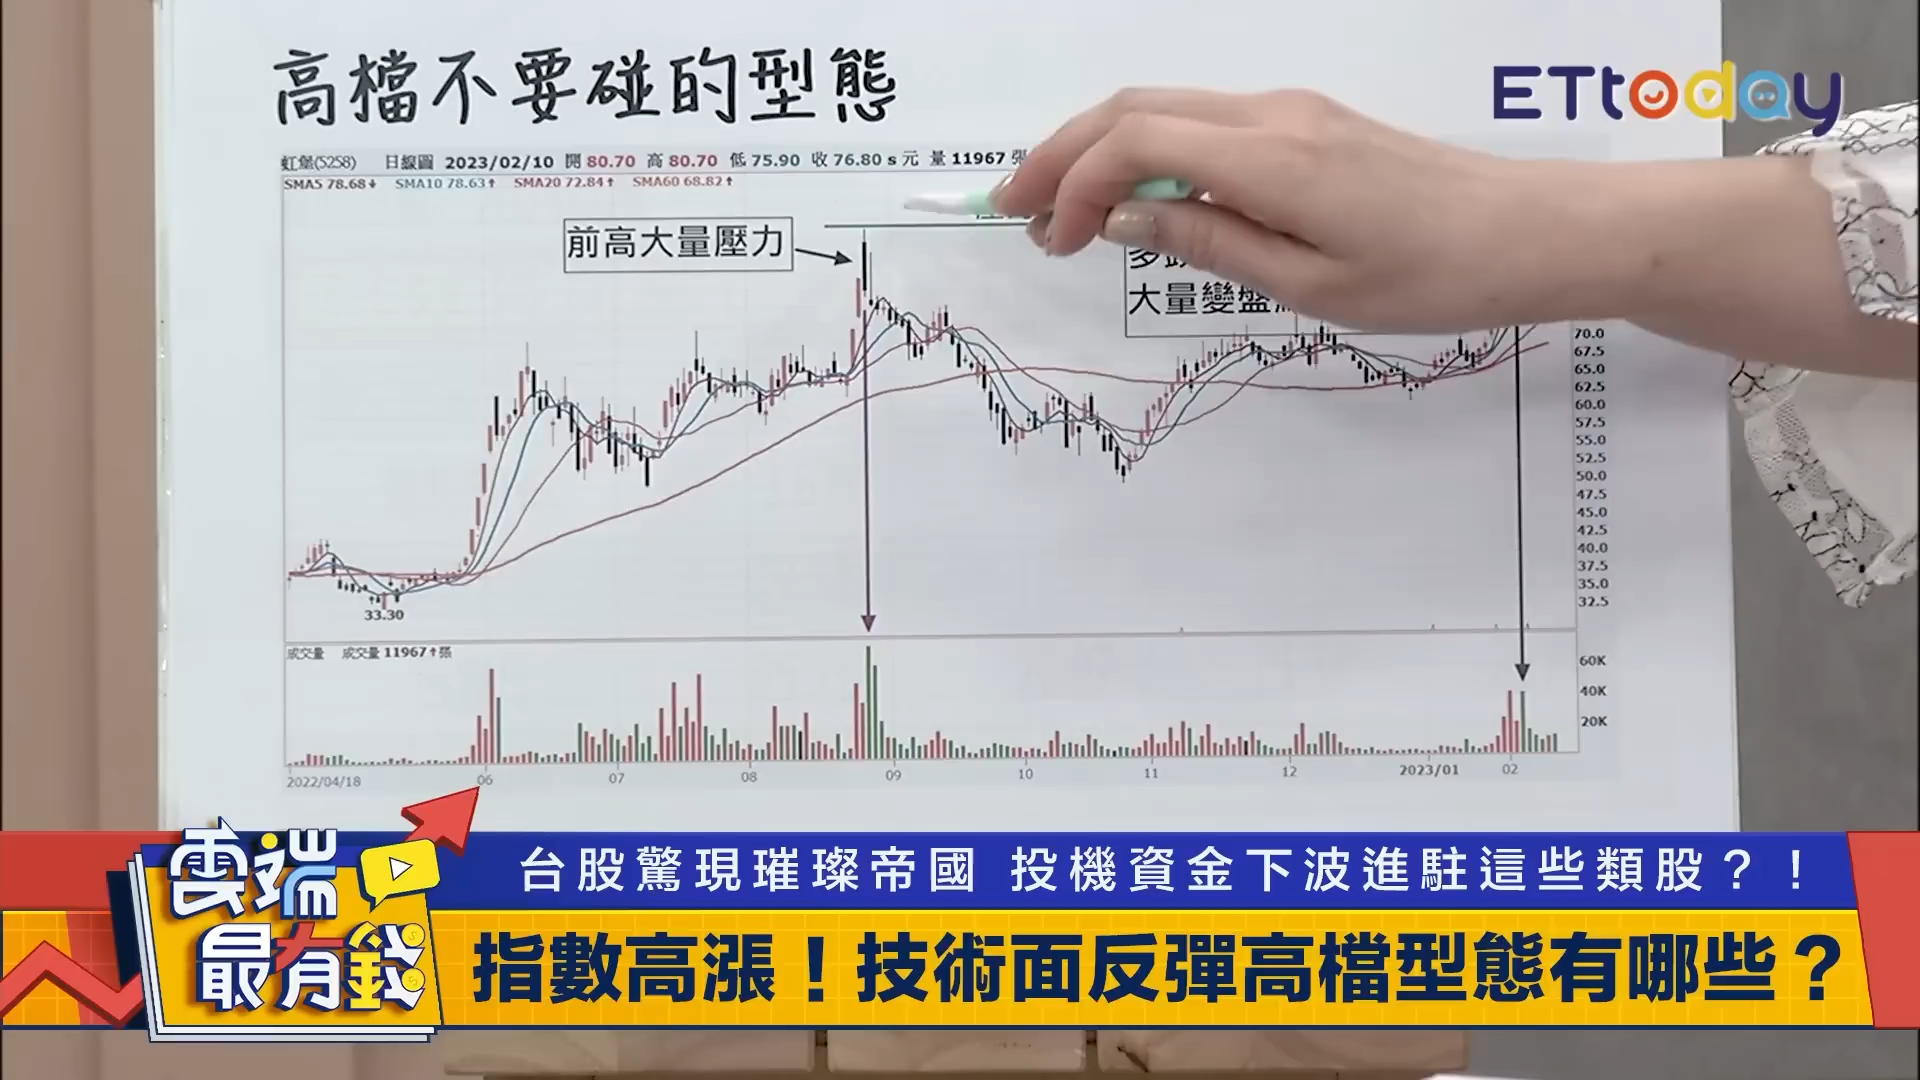 高檔不要碰的型態
ETtoday
虹堡(5258) 日線圖 2023/02/10 開 80.70 高 80.70 低 75.90 收 76.80 s 元 量 11967 張
SMA5 78.68↓ SMA10 78.63↑ SMA20 72.84↑ SMA60 68.82↑
前高大量壓力
大量變盤
70.0
67.5
65.0
62.5
60.0
57.5
55.0
52.5
50.0
47.5
45.0
42.5
40.0
37.5
35.0
32.5
33.30
成交量 成交量 11967↑張
60K
40K
20K
2022/04/18 06 07 08 09 10 11 12 2023/01 02
雲端最有錢
台股驚現璀璨帝國 投機資金下波進駐這些類股？！
指數高漲！技術面反彈高檔型態有哪些？